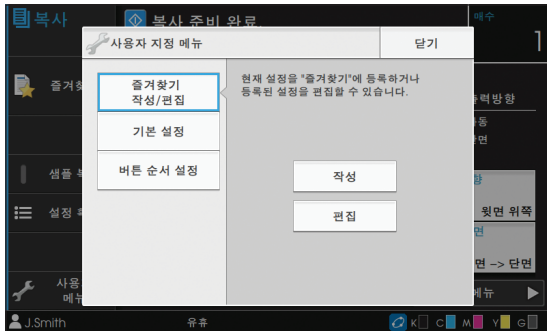 복사
복사 준비 완료.
매수
1
사용자 지정 메뉴
닫기
즐겨찾기
작성/편집
현재 설정을 "즐겨찾기"에 등록하거나
등록된 설정을 편집할 수 있습니다.
기본 설정
버튼 순서 설정
작성
편집
즐겨찾
샘플
설정
사용
메뉴
력방향
동
면
향
윗면 위쪽
면
면 –> 단면
메뉴
J.Smith
유휴
K C M Y G